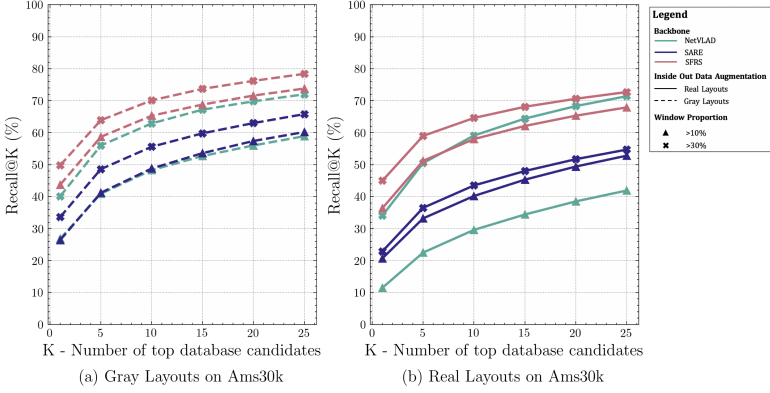 100
90
80
70
60
50
40
30
20
10
0
Recall@K (%)
0 5 10 15 20 25
K - Number of top database candidates
(a) Gray Layouts on Ams30k
100
90
80
70
60
50
40
30
20
10
0
Recall@K (%)
0 5 10 15 20 25
K - Number of top database candidates
(b) Real Layouts on Ams30k
Legend
Backbone
NetVLAD
SARE
SFRS
Inside Out Data Augmentation
Real Layouts
Gray Layouts
Window Proportion
>10%
>30%